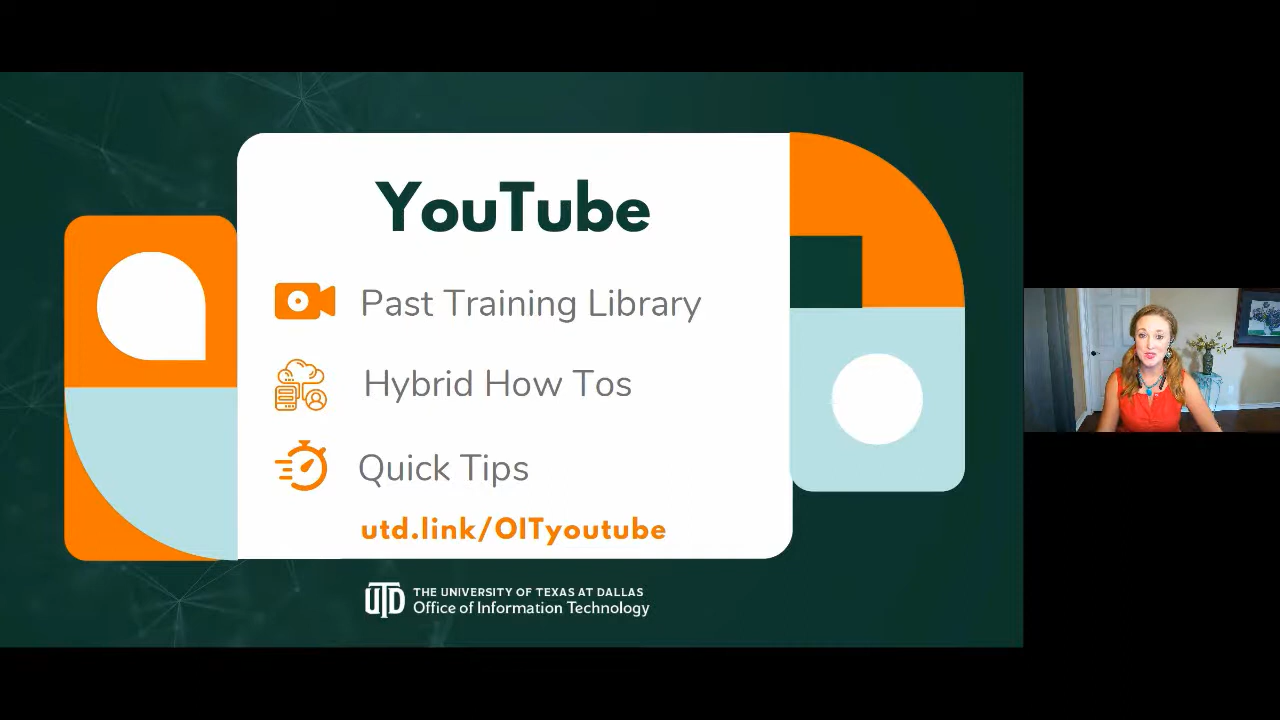 YouTube
Past Training Library
Hybrid How Tos
Quick Tips
utd.link/OITyoutube
UTD
THE UNIVERSITY OF TEXAS AT DALLAS
Office of Information Technology